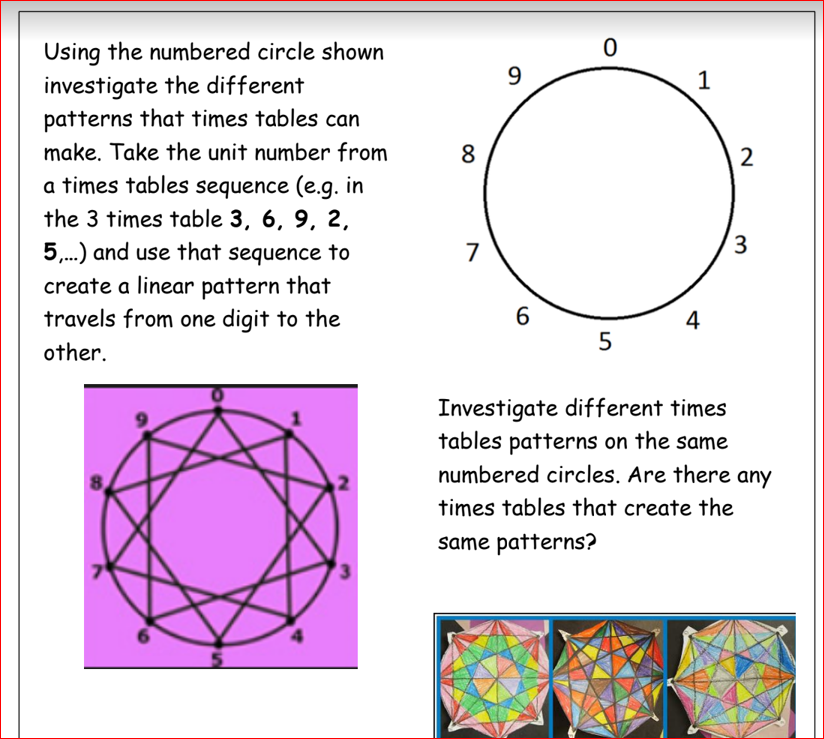 Using the numbered circle shown
investigate the different
patterns that times tables can
make. Take the unit number from
a times tables sequence (e.g. in
the 3 times table 3, 6, 9, 2,
5,…) and use that sequence to
create a linear pattern that
travels from one digit to the
other.
0
1
2
3
4
5
6
7
8
9
0
1
2
3
4
5
6
7
8
9
Investigate different times
tables patterns on the same
numbered circles. Are there any
times tables that create the
same patterns?